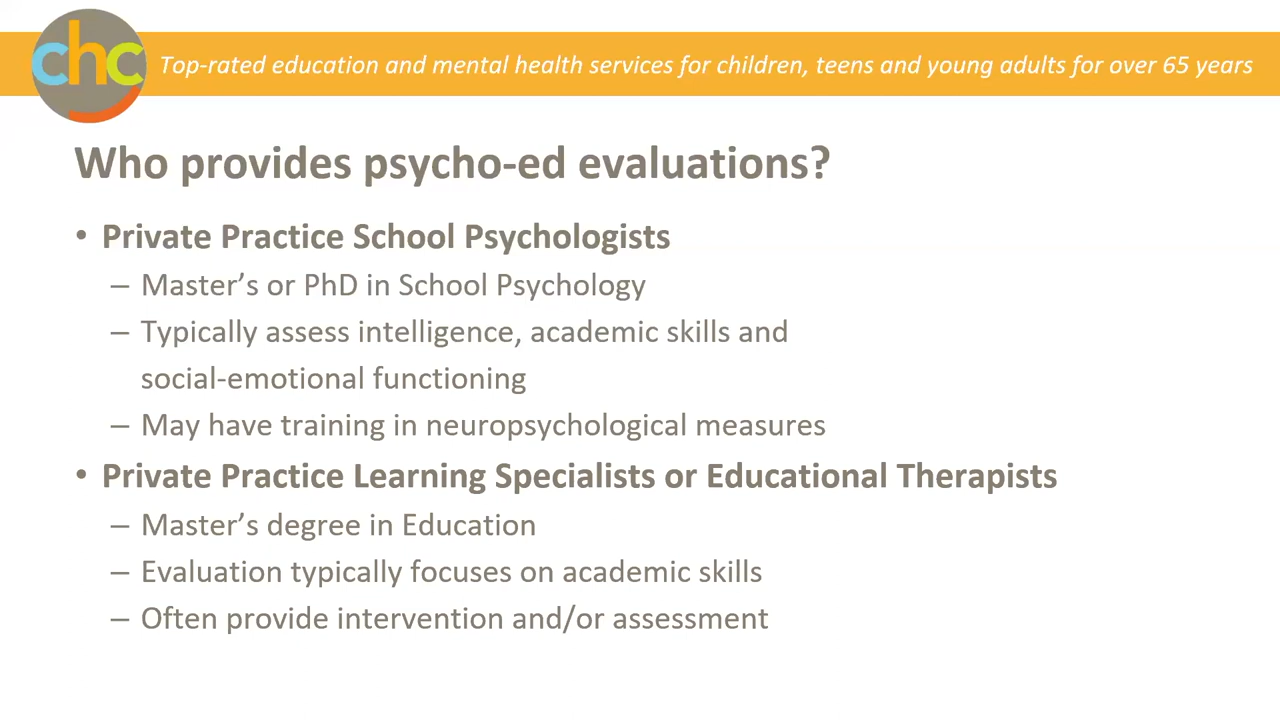 chc
Top-rated education and mental health services for children, teens and young adults for over 65 years
Who provides psycho-ed evaluations?
• Private Practice School Psychologists
– Master’s or PhD in School Psychology
– Typically assess intelligence, academic skills and
social-emotional functioning
– May have training in neuropsychological measures
• Private Practice Learning Specialists or Educational Therapists
– Master’s degree in Education
– Evaluation typically focuses on academic skills
– Often provide intervention and/or assessment